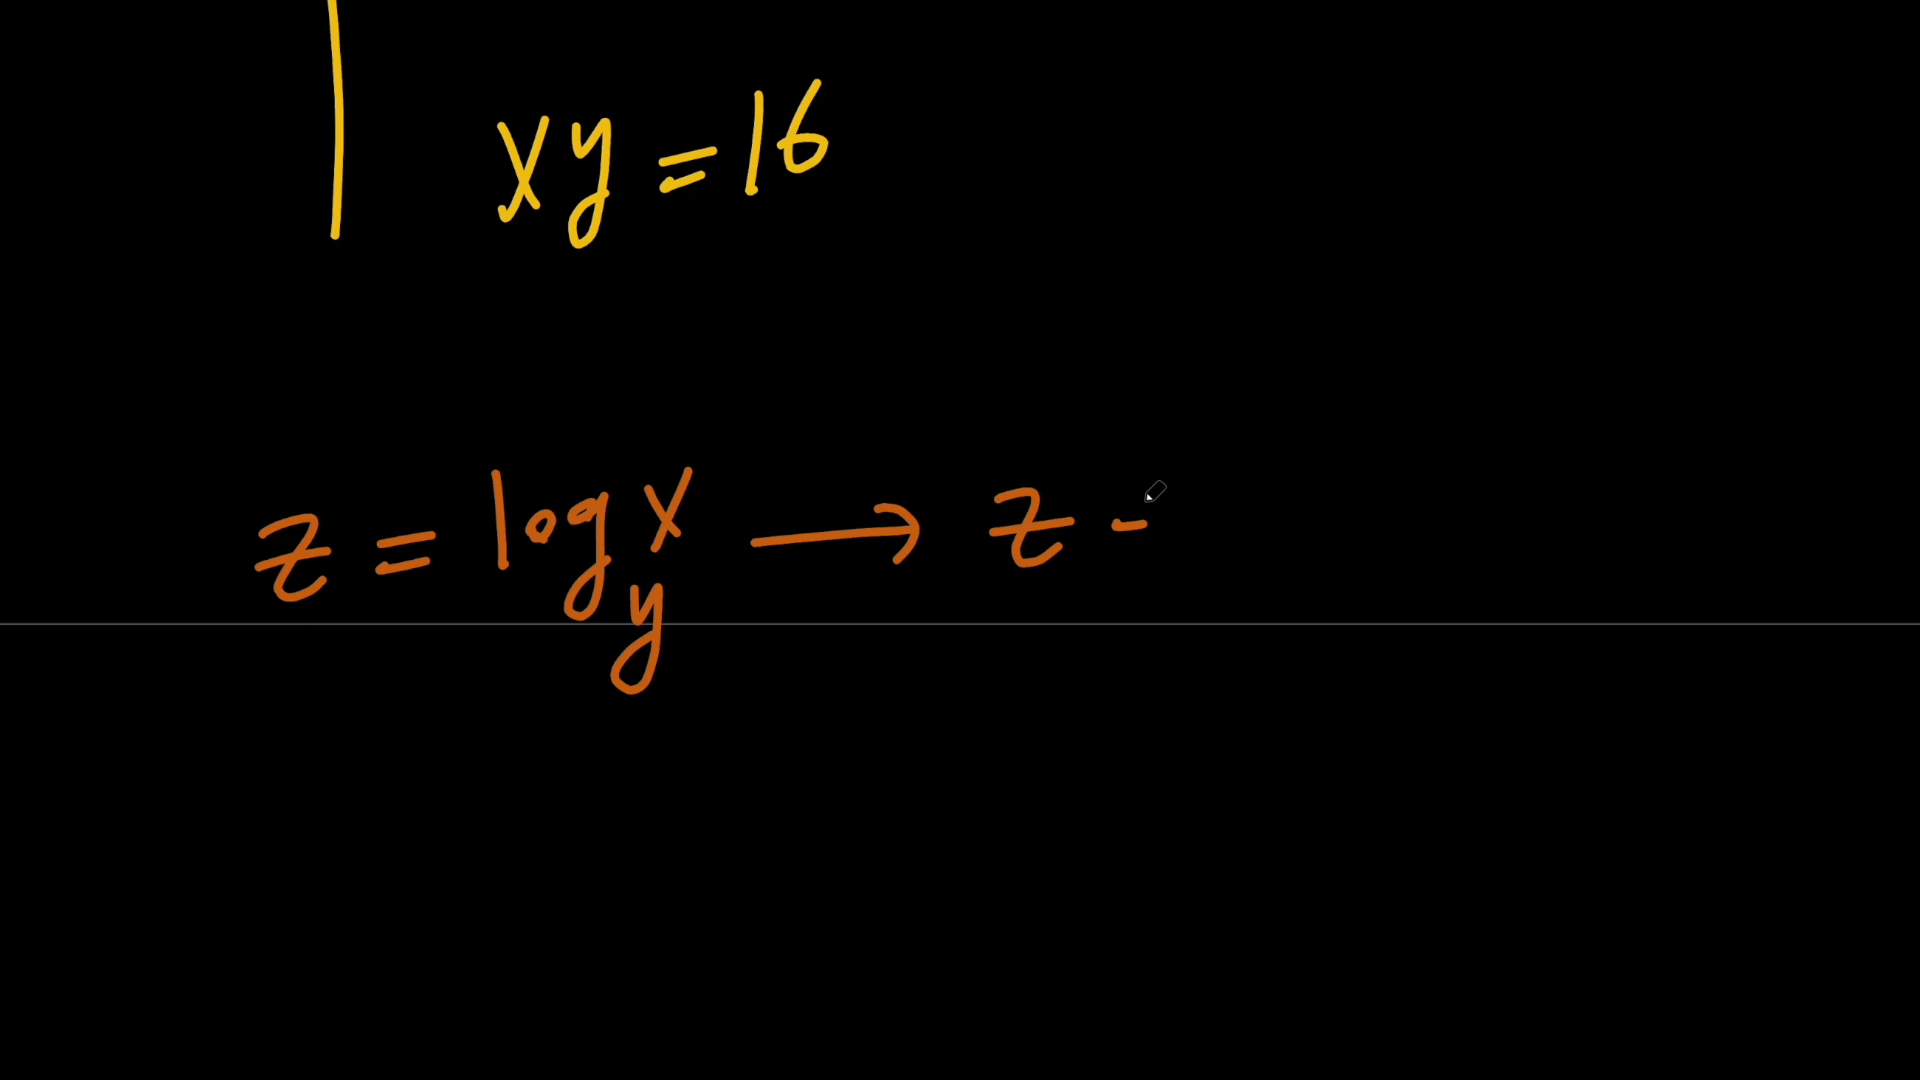 xy=16
z = log_y x → z -